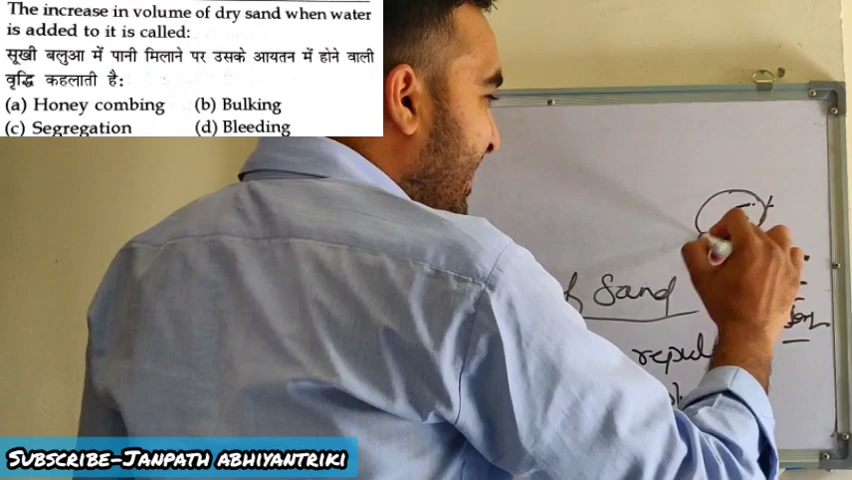 The increase in volume of dry sand when water
is added to it is called:
सूखी बलुआ में पानी मिलाने पर उसके आयतन में होने वाली
वृद्धि कहलाती है:
(a) Honey combing (b) Bulking
(c) Segregation (d) Bleeding
of Sand
SUBSCRIBE-JANPATH ABHIYANTRIKI